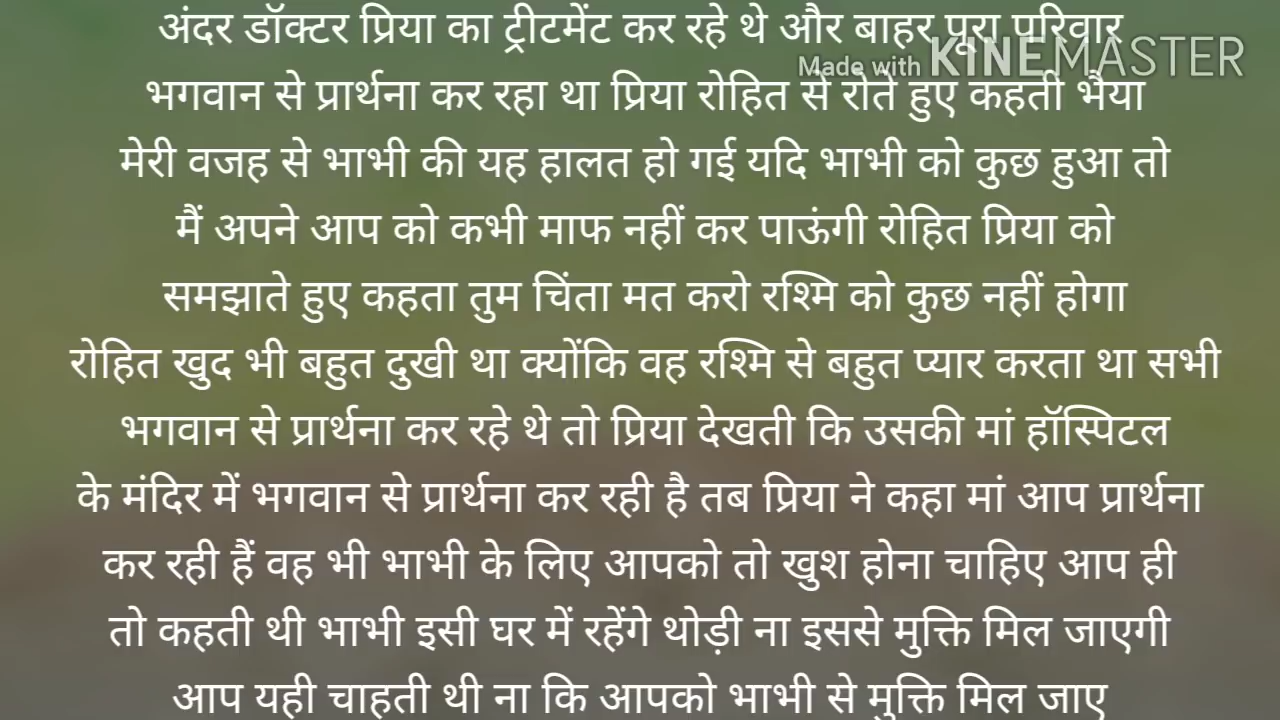 अंदर डॉक्टर प्रिया का ट्रीटमेंट कर रहे थे और बाहर पूरा परिवार
Made with KINEMASTER
भगवान से प्रार्थना कर रहा था प्रिया रोहित से रोते हुए कहती भैया
मेरी वजह से भाभी की यह हालत हो गई यदि भाभी को कुछ हुआ तो
मैं अपने आप को कभी माफ नहीं कर पाऊंगी रोहित प्रिया को
समझाते हुए कहता तुम चिंता मत करो रश्मि को कुछ नहीं होगा
रोहित खुद भी बहुत दुखी था क्योंकि वह रश्मि से बहुत प्यार करता था सभी
भगवान से प्रार्थना कर रहे थे तो प्रिया देखती कि उसकी मां हॉस्पिटल
के मंदिर में भगवान से प्रार्थना कर रही है तब प्रिया ने कहा मां आप प्रार्थना
कर रही हैं वह भी भाभी के लिए आपको तो खुश होना चाहिए आप ही
तो कहती थी भाभी इसी घर में रहेंगे थोड़ी ना इससे मुक्ति मिल जाएगी
आप यही चाहती थी ना कि आपको भाभी से मुक्ति मिल जाए